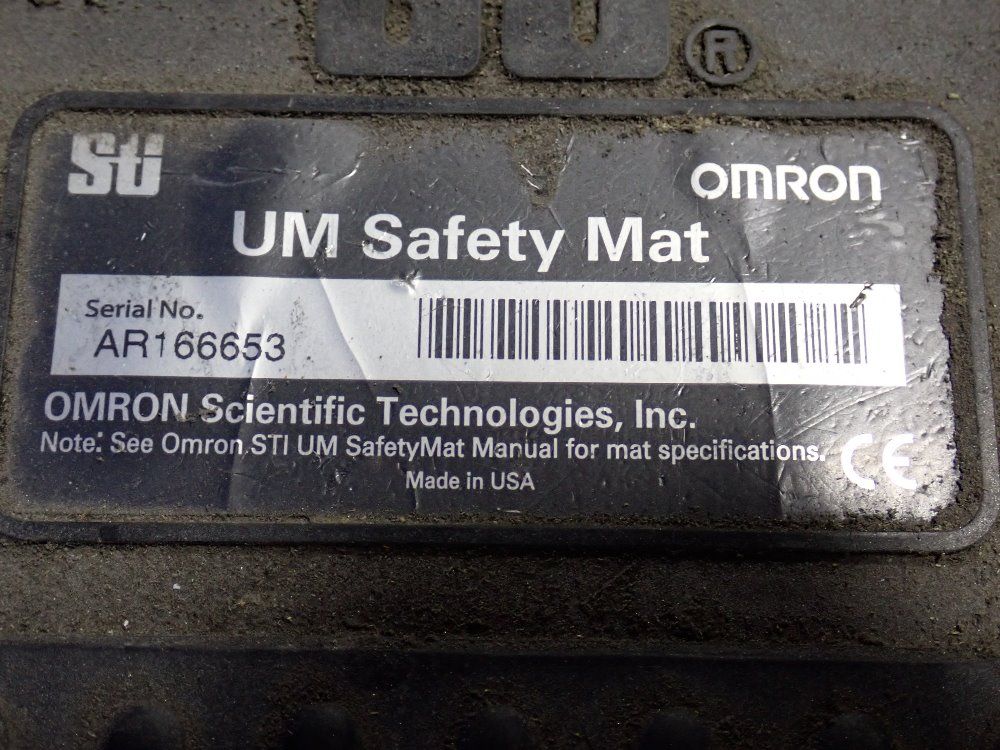 ®
STI
OMRON
UM Safety Mat
Serial No.
AR166653
OMRON Scientific Technologies, Inc.
Note: See Omron STI UM SafetyMat Manual for mat specifications.
CE
Made in USA